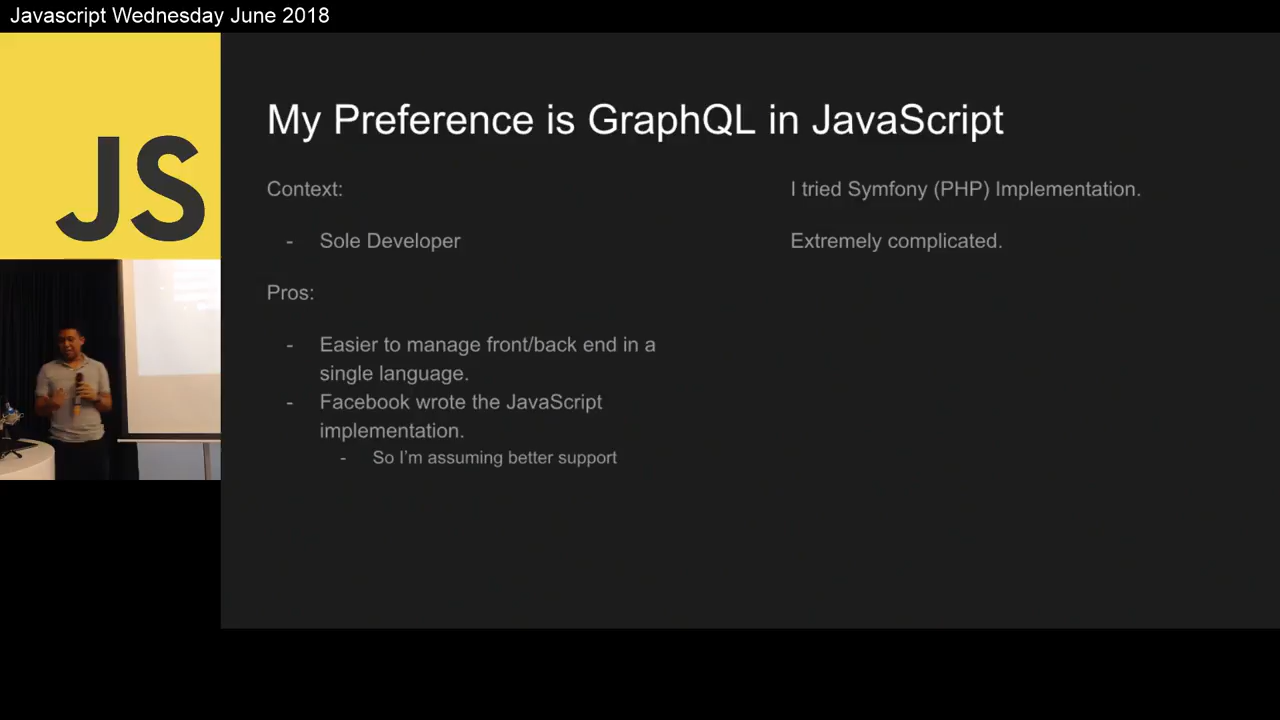 Javascript Wednesday June 2018
JS
My Preference is GraphQL in JavaScript
Context:
- Sole Developer
Pros:
- Easier to manage front/back end in a
single language.
- Facebook wrote the JavaScript
implementation.
- So I'm assuming better support
I tried Symfony (PHP) Implementation.
Extremely complicated.